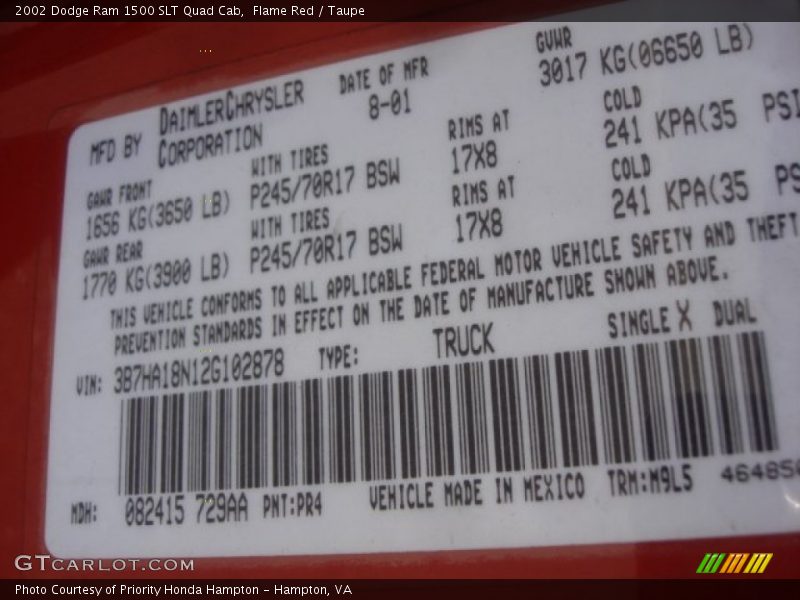 2002 Dodge Ram 1500 SLT Quad Cab,  Flame Red / Taupe
MFD BY DAIMLERCHRYSLER CORPORATION
DATE OF MFR 8-01
GVWR 3017 KG(06650 LB)
GAWR FRONT 1656 KG(3650 LB)
WITH TIRES P245/70R17 BSW
RIMS AT 17X8
COLD 241 KPA(35 PSI
GAWR REAR 1770 KG(3900 LB)
WITH TIRES P245/70R17 BSW
RIMS AT 17X8
COLD 241 KPA(35 PS
THIS VEHICLE CONFORMS TO ALL APPLICABLE FEDERAL MOTOR VEHICLE SAFETY AND THEFT
PREVENTION STANDARDS IN EFFECT ON THE DATE OF MANUFACTURE SHOWN ABOVE.
VIN: 3B7HA18N12G102878 TYPE: TRUCK SINGLE X DUAL
MDH: 082415 729AA PNT:PR4 VEHICLE MADE IN MEXICO TRM:M9L5 464856
GTCARLOT.COM
Photo Courtesy of Priority Honda Hampton - Hampton, VA